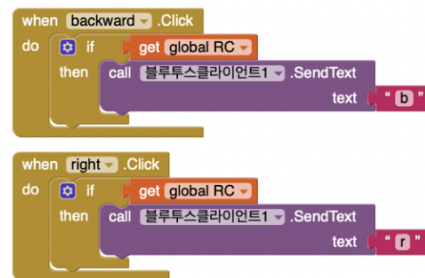 when backward .Click
do if get global RC
then call 블루투스클라이언트1 .SendText
text "b"
when right .Click
do if get global RC
then call 블루투스클라이언트1 .SendText
text "r"